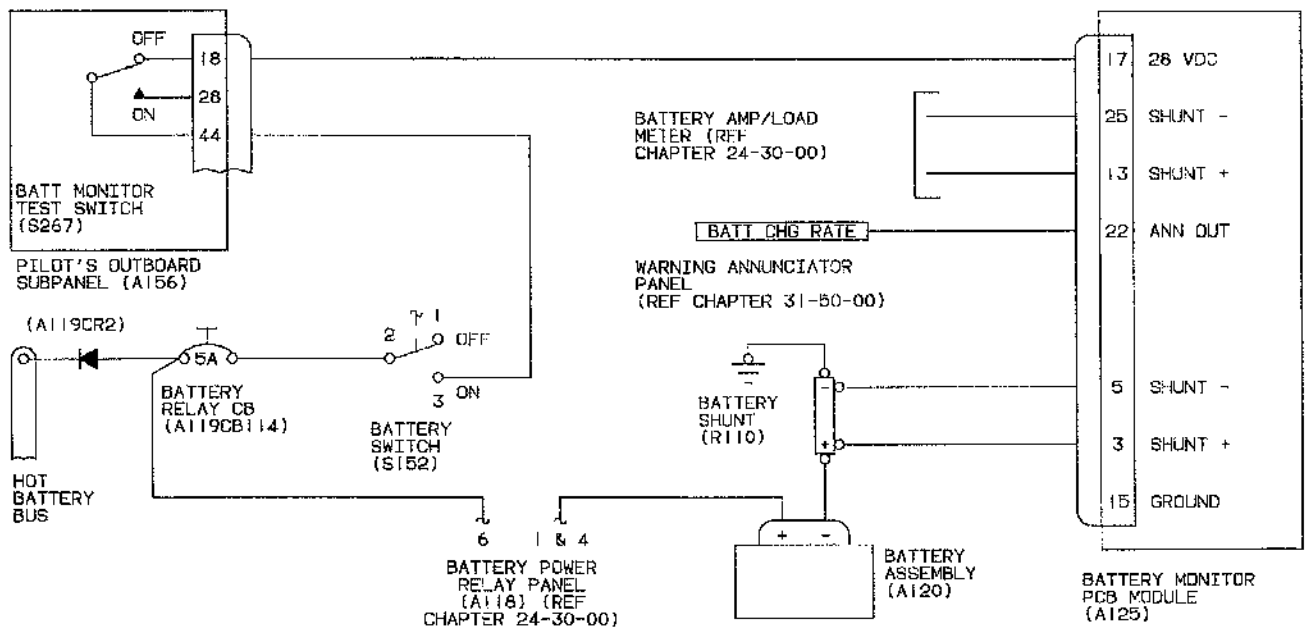 OFF
18
28
ON
44
BATT MONITOR
TEST SWITCH
(S267)
PILOT'S OUTBOARD
SUBPANEL (A156)
17 28 VDC
BATTERY AMP/LOAD
METER (REF
CHAPTER 24-30-00)
25 SHUNT -
13 SHUNT +
BATT CHG RATE
22 ANN OUT
WARNING ANNUNCIATOR
PANEL
(REF CHAPTER 31-50-00)
(A119CR2)
5A
BATTERY
RELAY CB
(A119CB114)
HOT
BATTERY
BUS
2
1
OFF
3
ON
BATTERY
SWITCH
(S152)
BATTERY
SHUNT
(R110)
-
+
5 SHUNT -
3 SHUNT +
15 GROUND
6
1 & 4
BATTERY POWER
RELAY PANEL
(A118) (REF
CHAPTER 24-30-00)
+ -
BATTERY
ASSEMBLY
(A120)
BATTERY MONITOR
PCB MODULE
(A125)